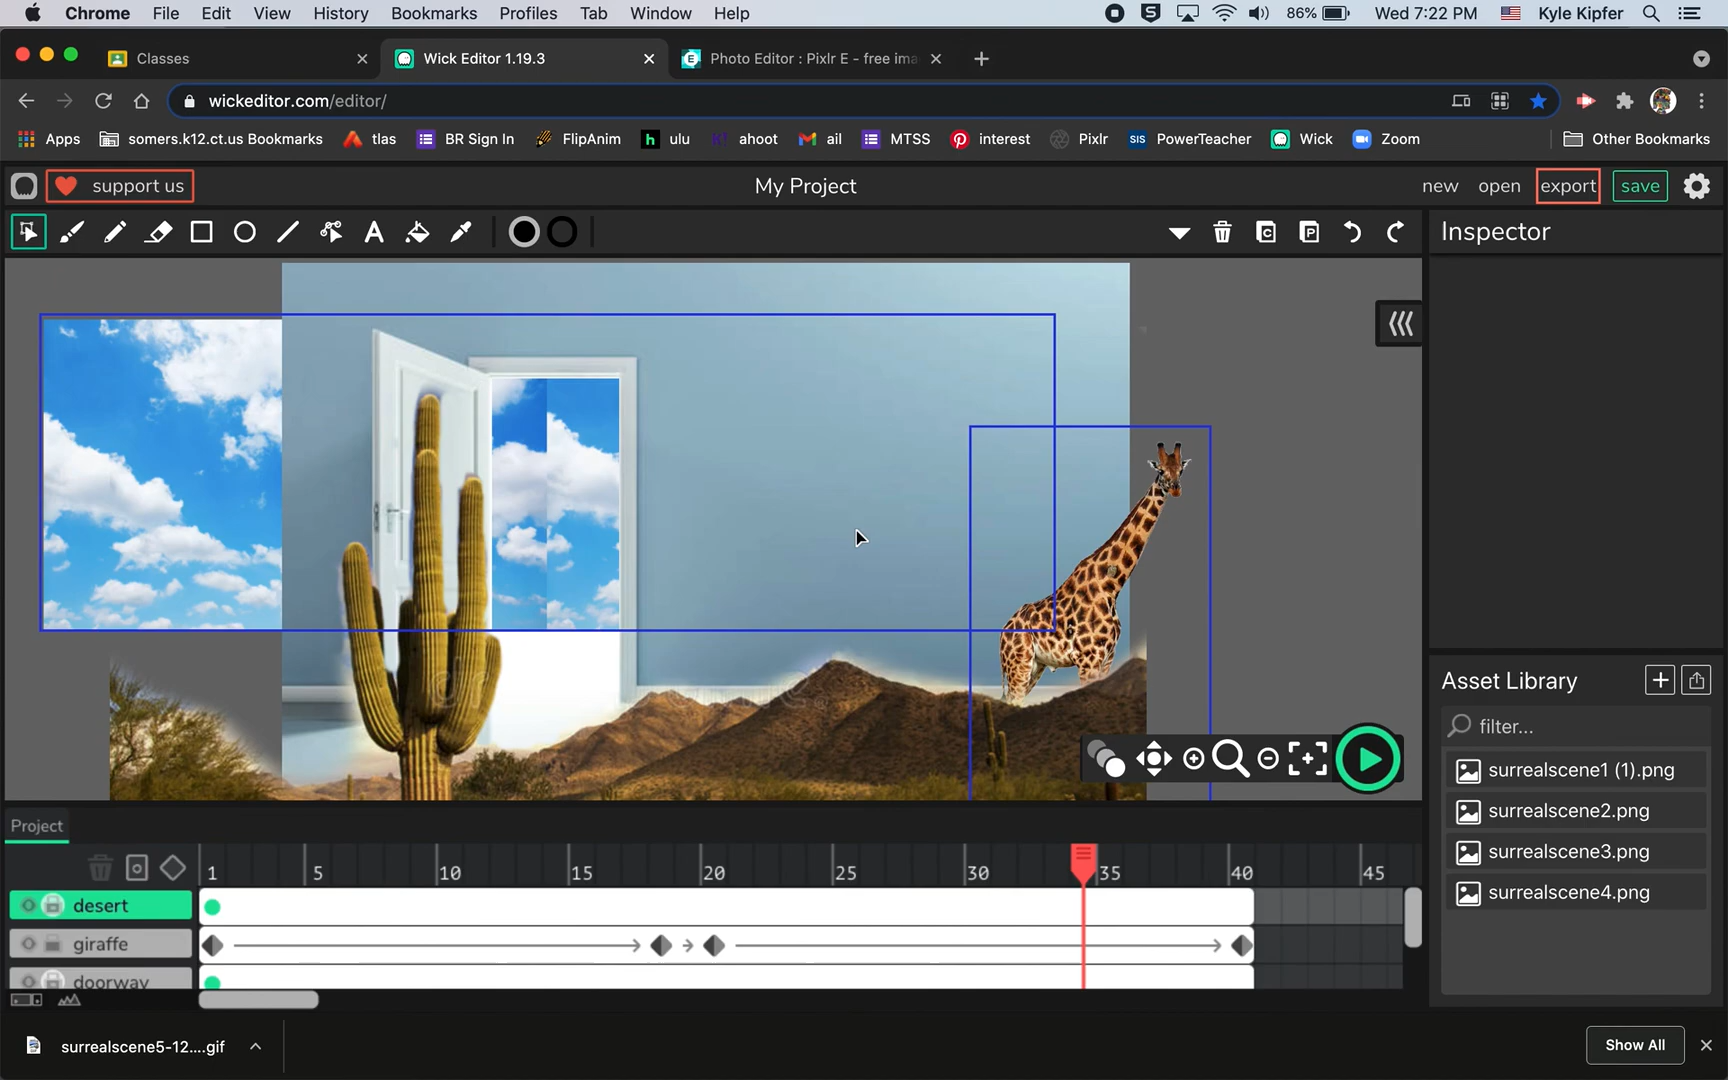 Chrome File Edit View History Bookmarks Profiles Tab Window Help 86% Wed 7:22 PM Kyle Kipfer
Classes Wick Editor 1.19.3 Photo Editor : Pixlr E - free ima
wickeditor.com/editor/
Apps somers.k12.ct.us Bookmarks tlas BR Sign In FlipAnim ulu ahoot ail MTSS interest Pixlr SIS PowerTeacher Wick Zoom Other Bookmarks
support us My Project new open export save
A C P Inspector
Asset Library
filter...
surrealscene1 (1).png
surrealscene2.png
surrealscene3.png
surrealscene4.png
Project
1 5 10 15 20 25 30 35 40 45
desert
giraffe
doorway
surrealscene5-12....gif Show All